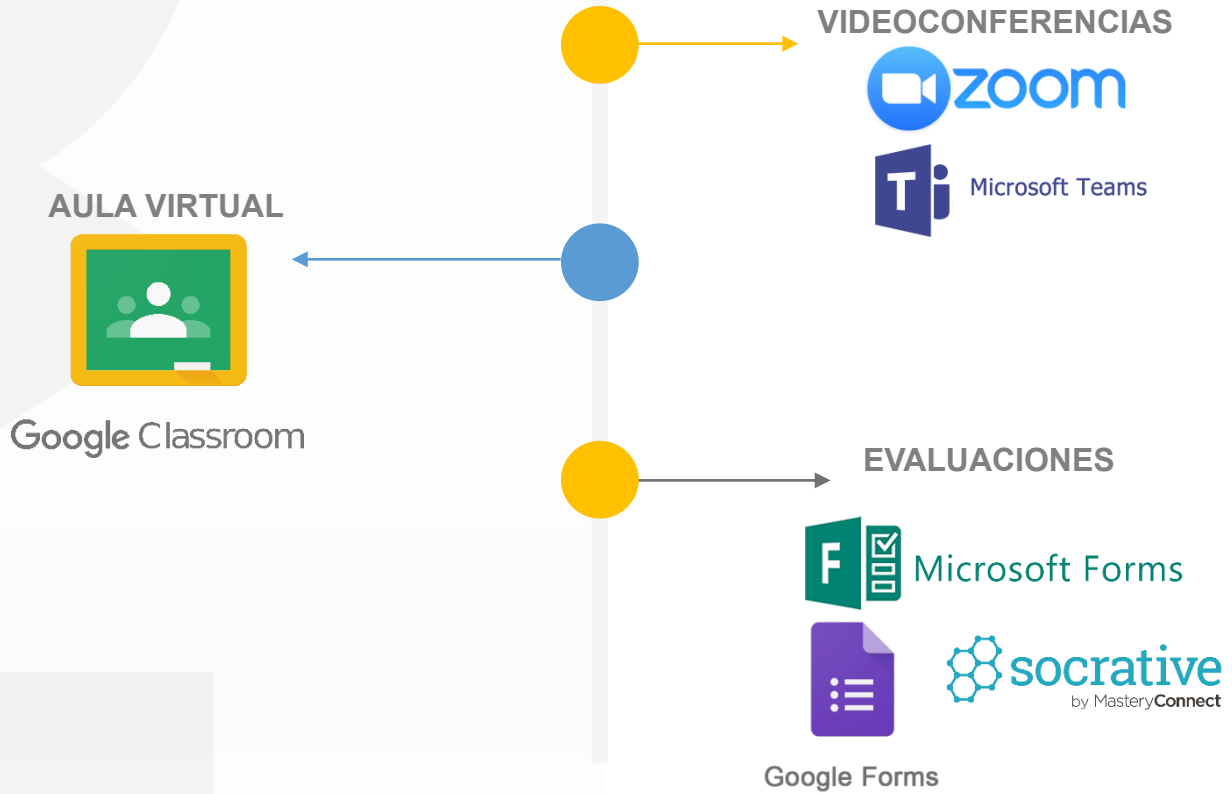 VIDEOCONFERENCIAS
zoom
T
i
Microsoft Teams
AULA VIRTUAL
Google Classroom
EVALUACIONES
F
Microsoft Forms
socrative
by MasteryConnect
Google Forms